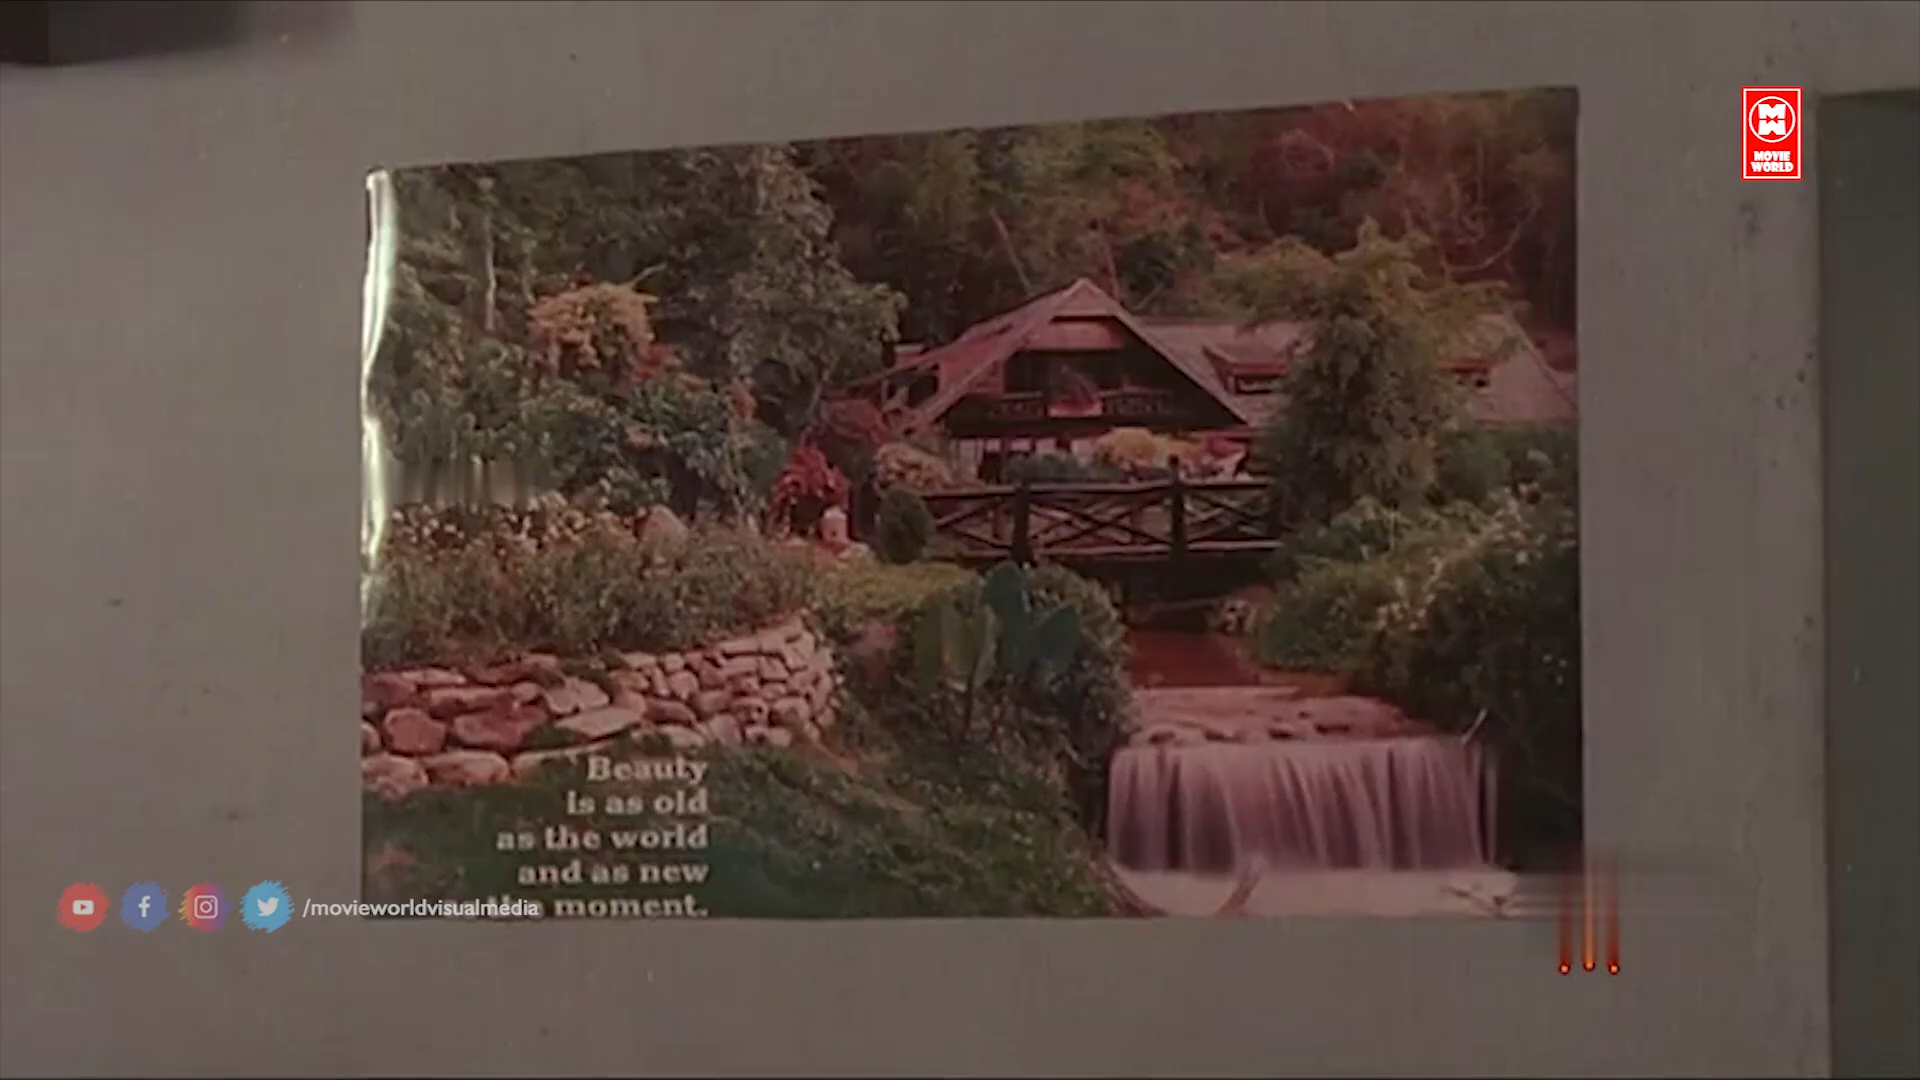 MOVIE
WORLD
Beauty
is as old
as the world
and as new
moment.
/movieworldvisualmedia